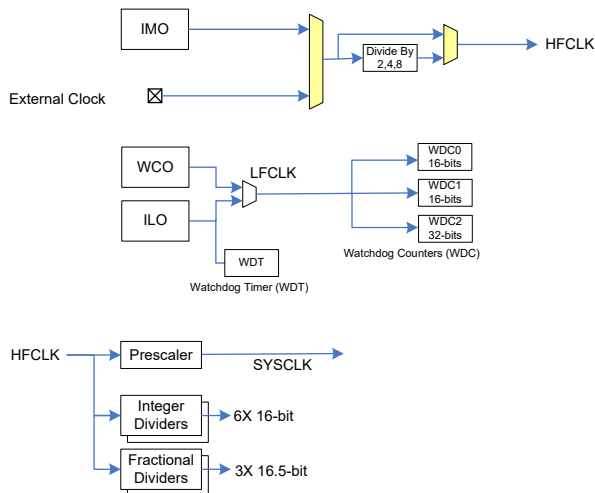 IMO
Divide By
2,4,8
HFCLK
External Clock
WCO
LFCLK
WDC0
16-bits
WDC1
16-bits
ILO
WDC2
32-bits
WDT
Watchdog Counters (WDC)
Watchdog Timer (WDT)
HFCLK
Prescaler
SYSCLK
Integer
Dividers
6X 16-bit
Fractional
Dividers
3X 16.5-bit